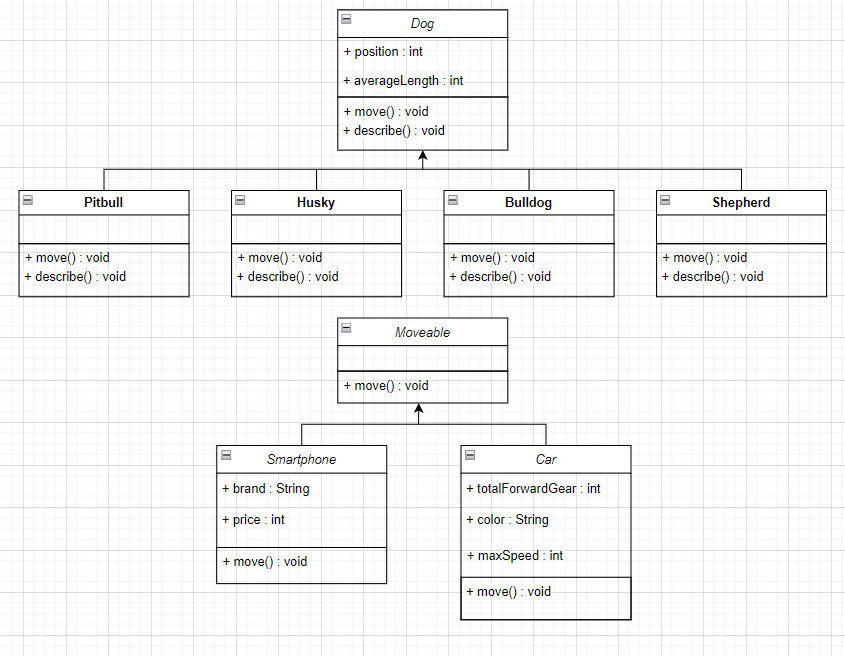 Dog
+ position : int
+ averageLength : int
+ move() : void
+ describe() : void
Pitbull
+ move() : void
+ describe() : void
Husky
+ move() : void
+ describe() : void
Bulldog
+ move() : void
+ describe() : void
Shepherd
+ move() : void
+ describe() : void
Moveable
+ move() : void
Smartphone
+ brand : String
+ price : int
+ move() : void
Car
+ totalForwardGear : int
+ color : String
+ maxSpeed : int
+ move() : void